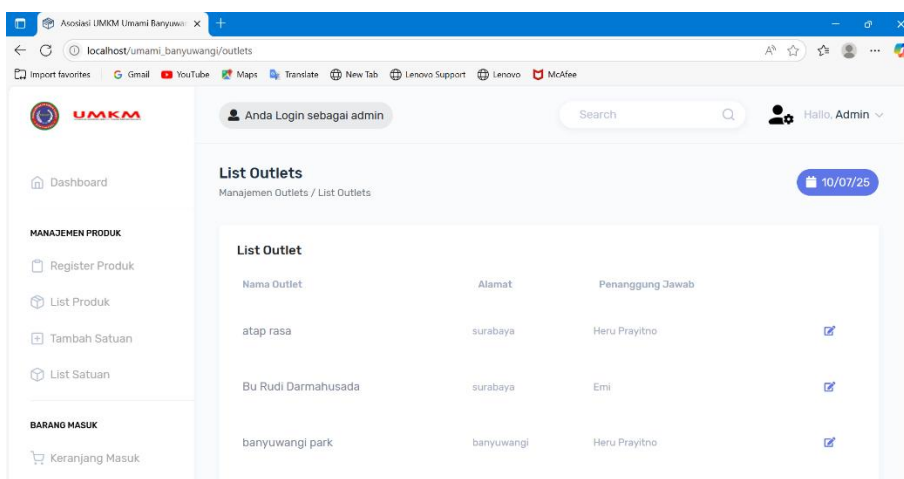 Asosiasi UMKM Umami Banyuwa
localhost/umami_banyuwangi/outlets
Import favorites Gmail YouTube Maps Translate New Tab Lenovo Support Lenovo McAfee
UMKM
Anda Login sebagai admin
Search
Hallo, Admin
Dashboard
List Outlets
Manajemen Outlets / List Outlets
10/07/25
MANAJEMEN PRODUK
Register Produk
List Produk
Tambah Satuan
List Satuan
BARANG MASUK
Keranjang Masuk
List Outlet
Nama Outlet Alamat Penanggung Jawab
atap rasa surabaya Heru Prayitno
Bu Rudi Darmahusada surabaya Emi
banyuwangi park banyuwangi Heru Prayitno